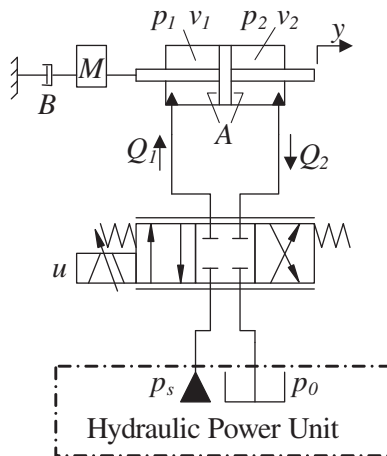 p₁ v₁ p₂ v₂
y
M
B
A
Q₁
Q₂
u
pₛ
p₀
Hydraulic Power Unit